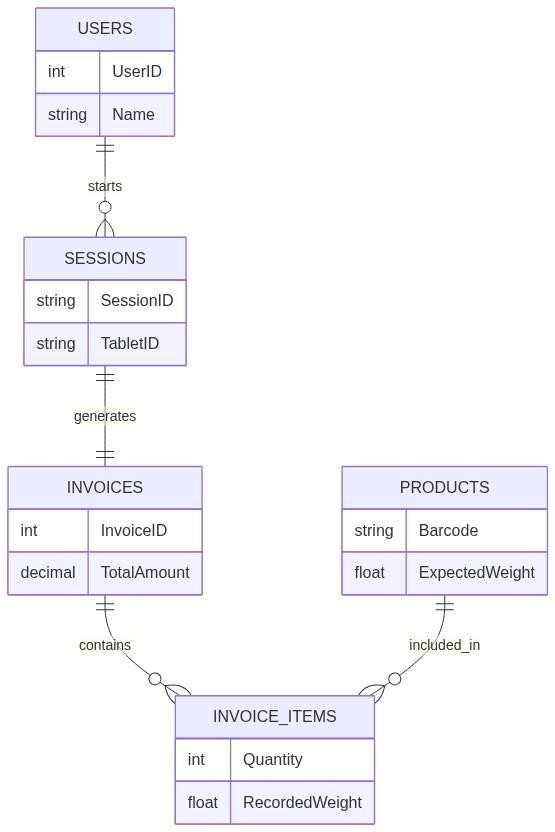 USERS
int UserID
string Name
starts
SESSIONS
string SessionID
string TabletID
generates
INVOICES
int InvoiceID
decimal TotalAmount
PRODUCTS
string Barcode
float ExpectedWeight
contains
included_in
INVOICE_ITEMS
int Quantity
float RecordedWeight